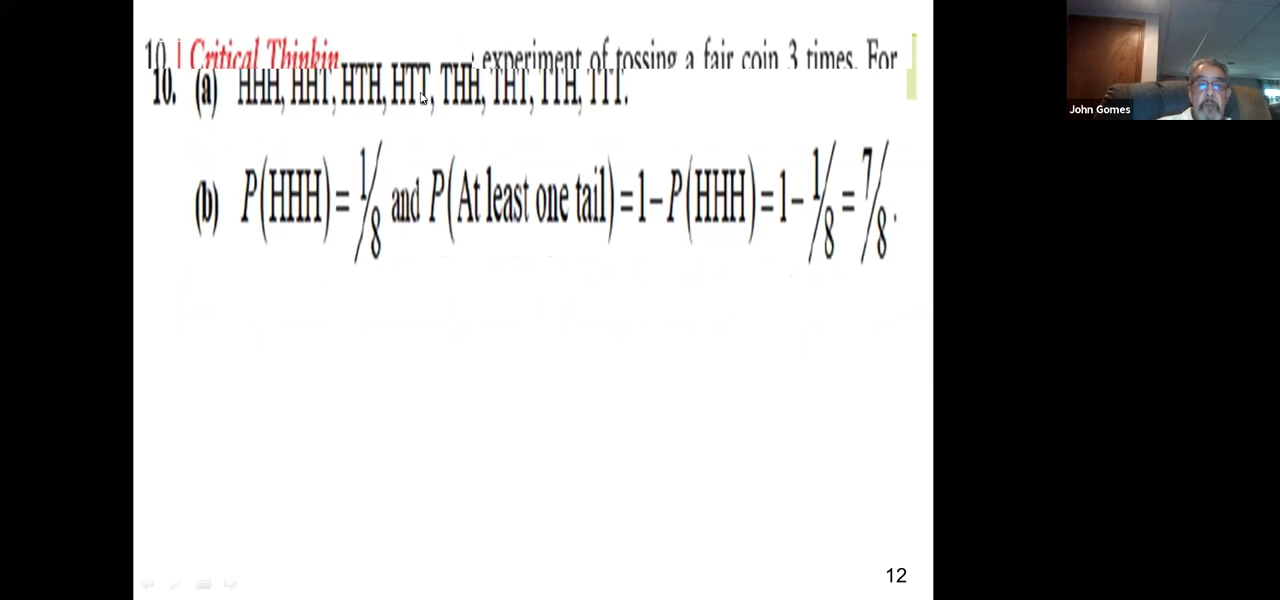 10 | Critical Thinkin experiment of tossing a fair coin 3 times. For
10. (a) HHH, HHT, HTH, HTT, THH, THT, TTH, TTT.
(b) P(HHH) = 1/8 and P(At least one tail) = 1 – P(HHH) = 1 – 1/8 = 7/8.
12
John Gomes